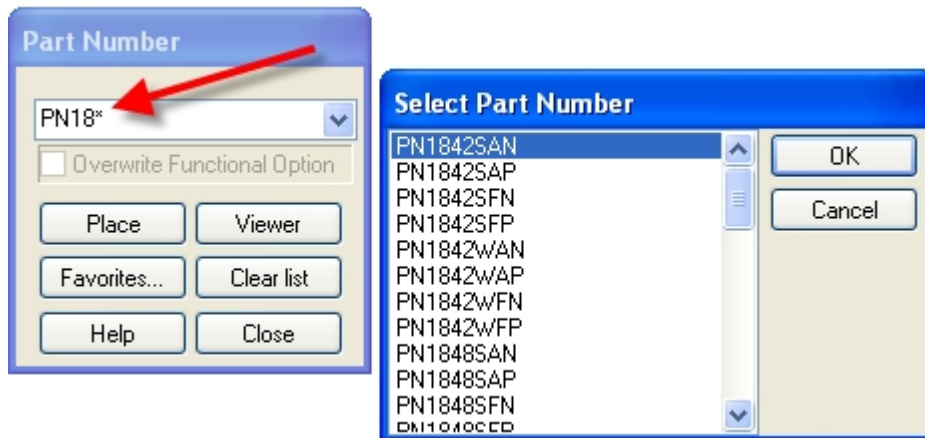 Part Number
PN18*
Overwrite Functional Option
Place
Viewer
Favorites...
Clear list
Help
Close
Select Part Number
PN1842SAN
PN1842SAP
PN1842SFN
PN1842SFP
PN1842WAN
PN1842WAP
PN1842WFN
PN1842WFP
PN1848SAN
PN1848SAP
PN1848SFN
OK
Cancel